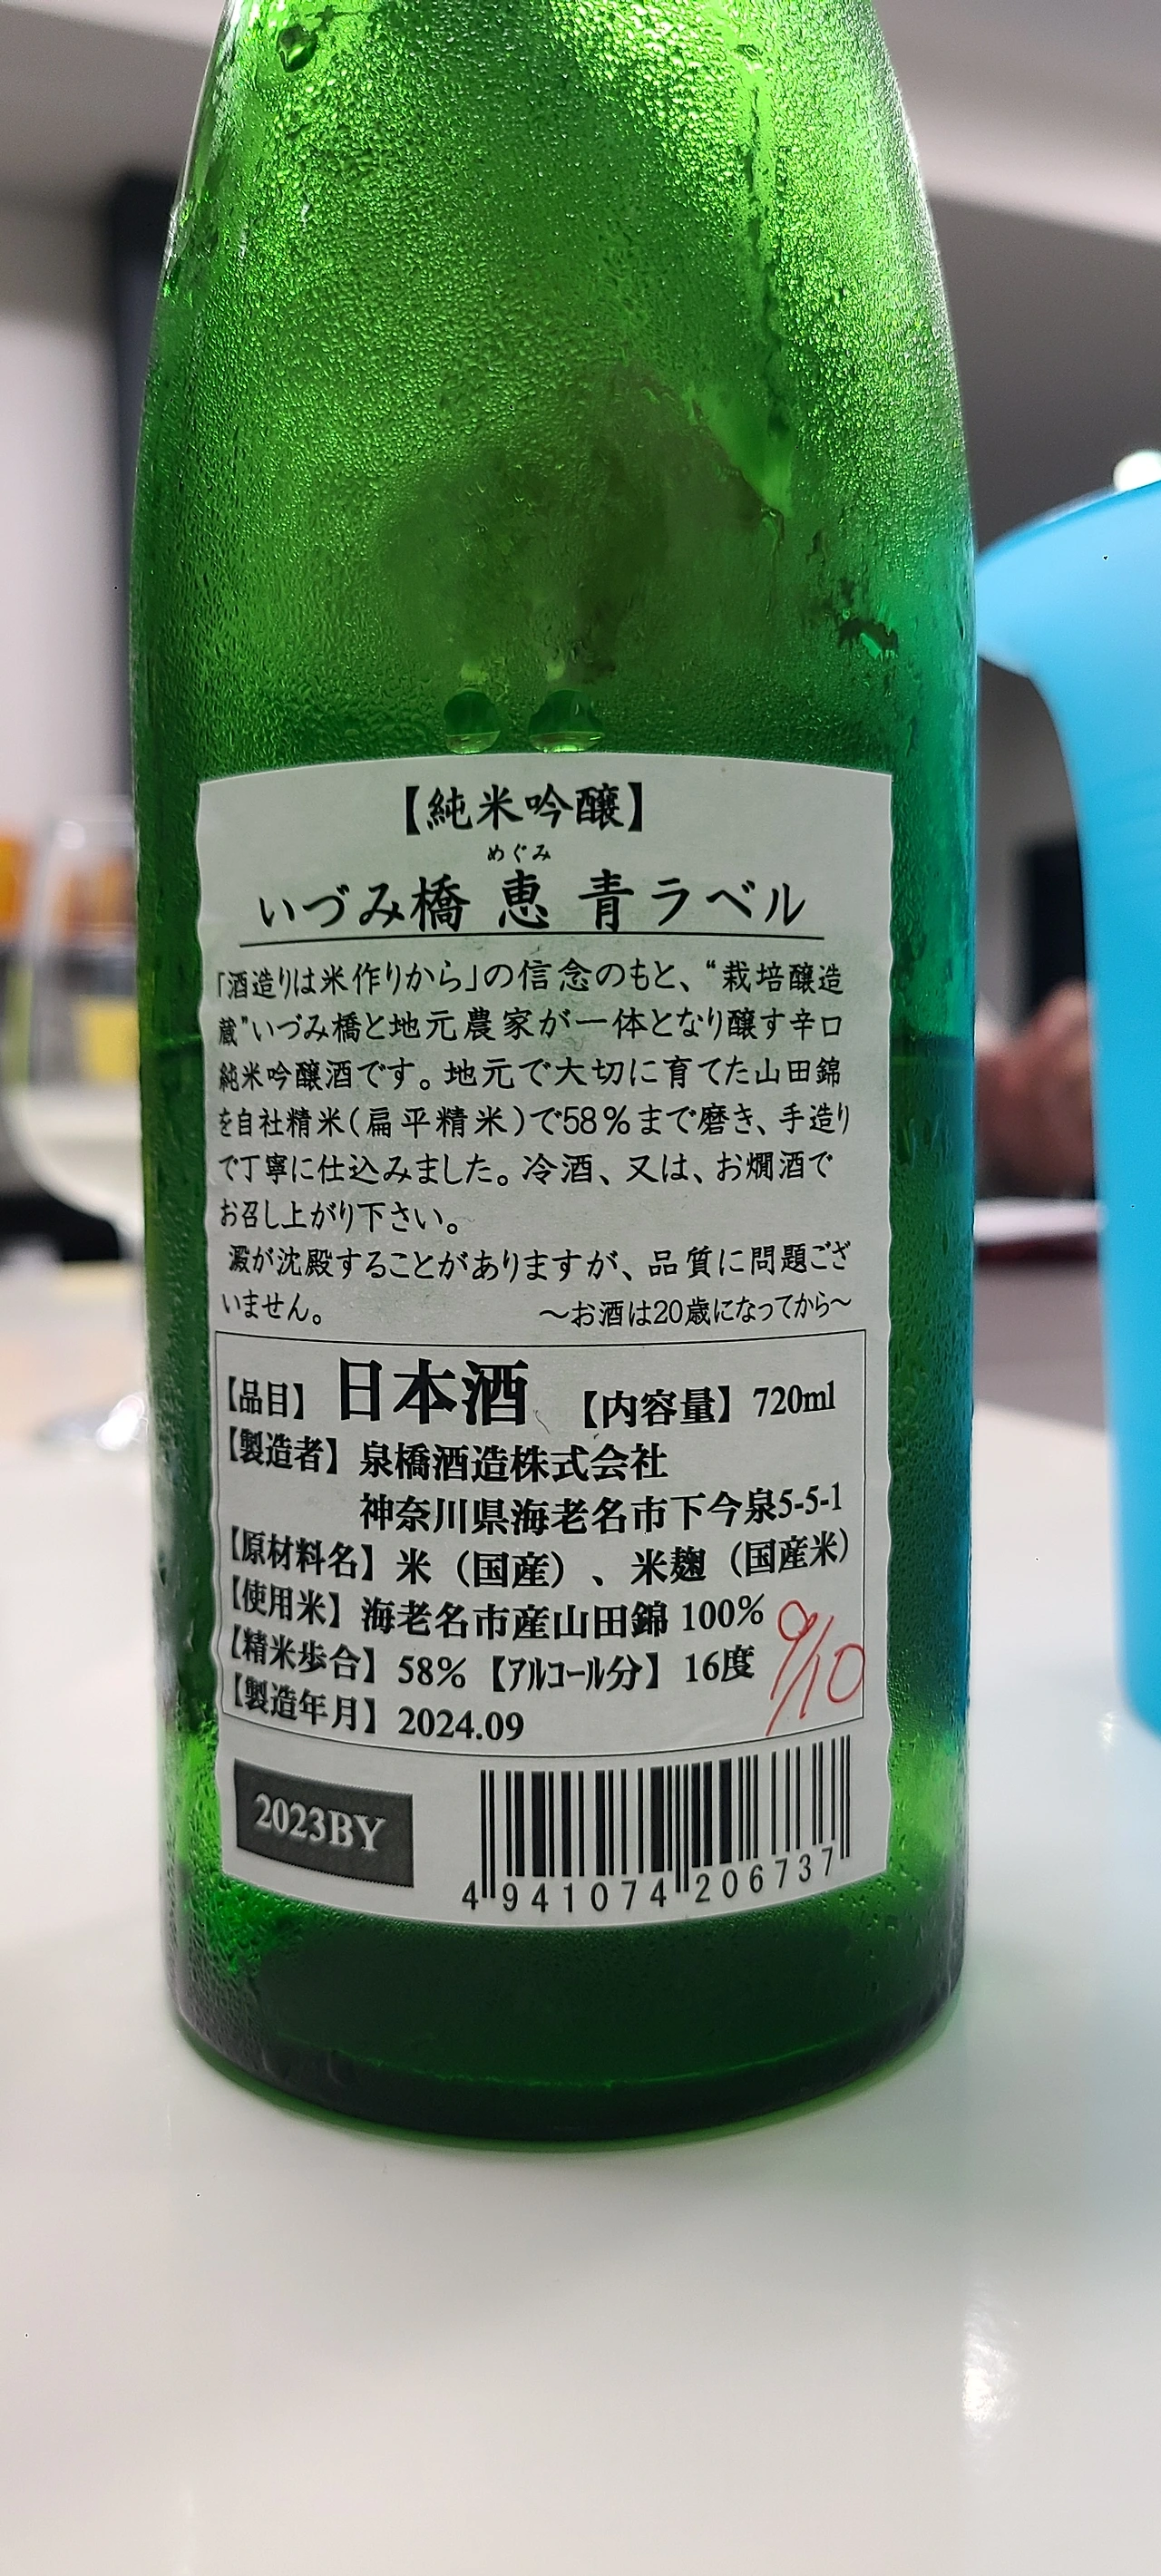 【純米吟醸】
めぐみ
いづみ橋 恵 青ラベル
「酒造りは米作りから」の信念のもと、“栽培醸造
蔵”いづみ橋と地元農家が一体となり醸す辛口
純米吟醸酒です。地元で大切に育てた山田錦
を自社精米(扁平精米)で58%まで磨き、手造り
で丁寧に仕込みました。冷酒、又は、お燗酒で
お召し上がり下さい。
澱が沈殿することがありますが、品質に問題ござ
いません。 ～お酒は20歳になってから～
【品目】日本酒 【内容量】720ml
【製造者】泉橋酒造株式会社
神奈川県海老名市下今泉5-5-1
【原材料名】米（国産）、米麹（国産米）
【使用米】海老名市産山田錦 100%
【精米歩合】58%【アルコール分】16度
9/10
【製造年月】2024.09
2023BY
4 941074 206737